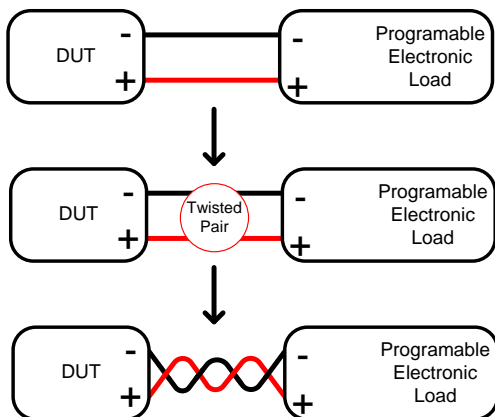 -
-
DUT
Programable
Electronic
Load
+
+
-
-
DUT
Twisted
Pair
Programable
Electronic
Load
+
+
-
-
DUT
Programable
Electronic
Load
+
+